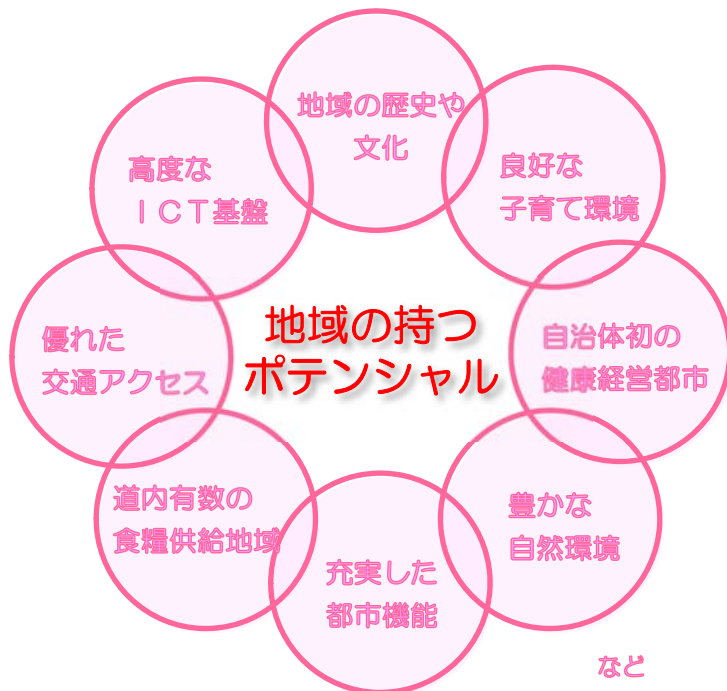 地域の歴史や
文化
良好な
子育て環境
自治体初の
健康経営都市
豊かな
自然環境
充実した
都市機能
道内有数の
食糧供給地域
優れた
交通アクセス
高度な
ICT基盤
地域の持つ
ポテンシャル
など